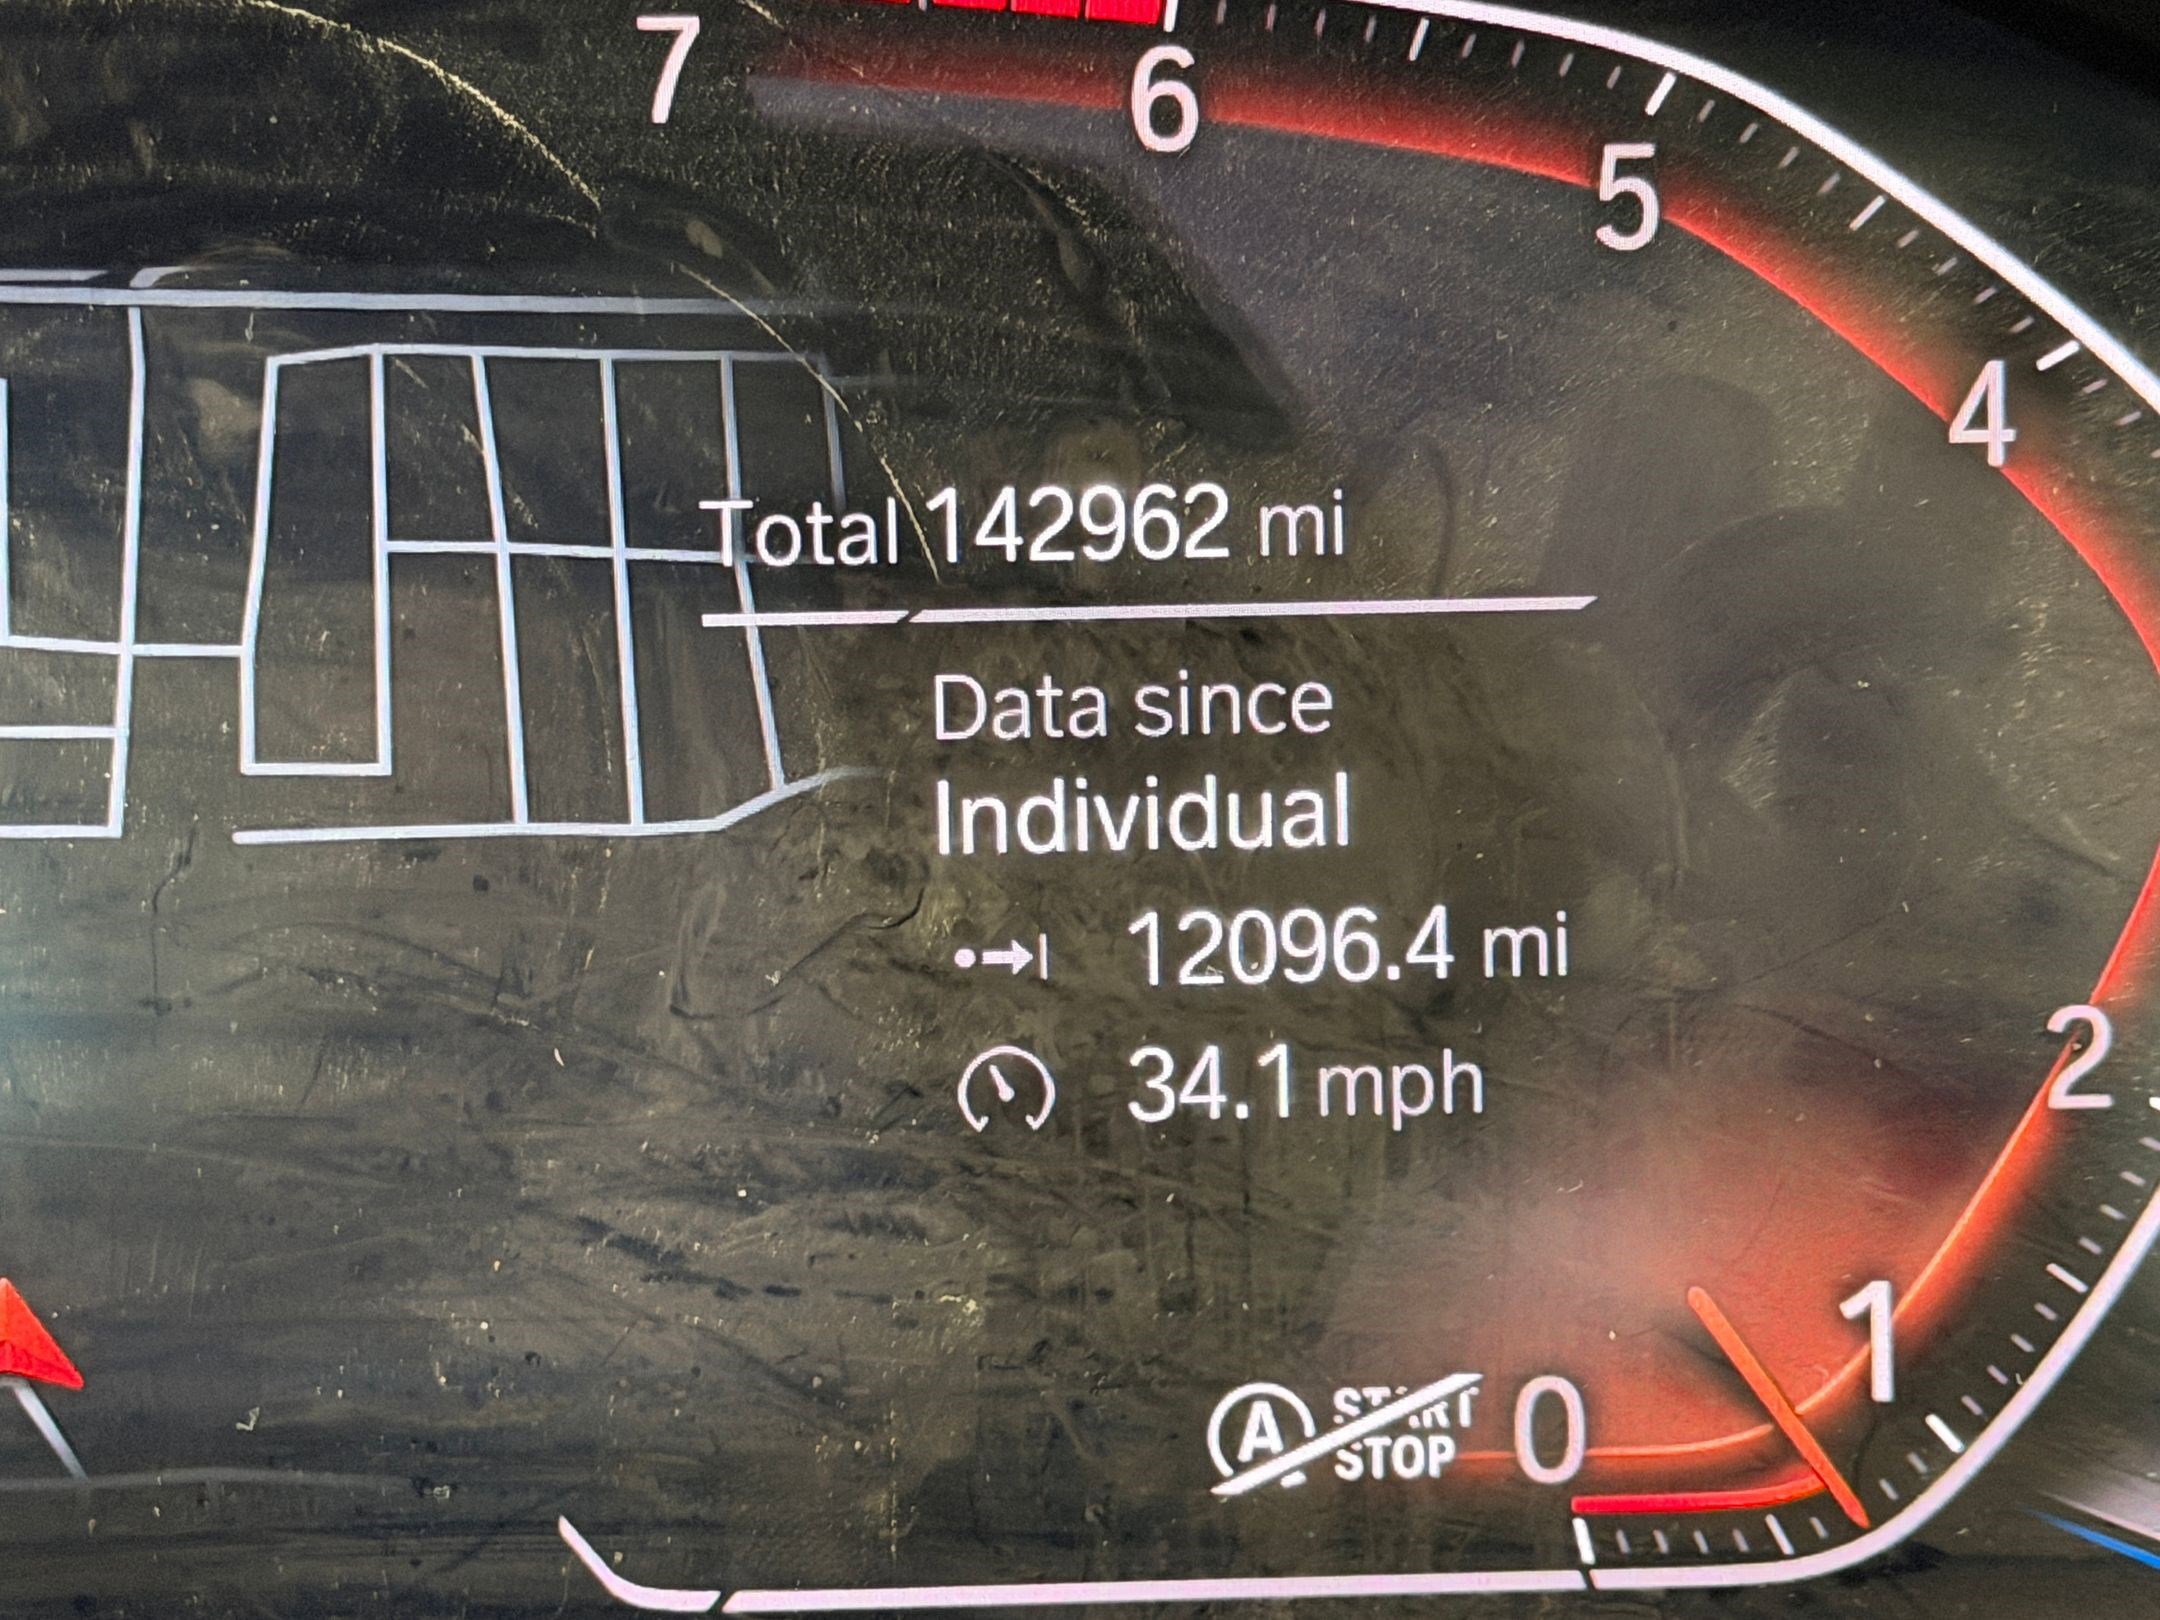 7
6
5
4
Total 142962 mi
Data since
Individual
12096.4 mi
2
34.1 mph
1
A START
STOP
0